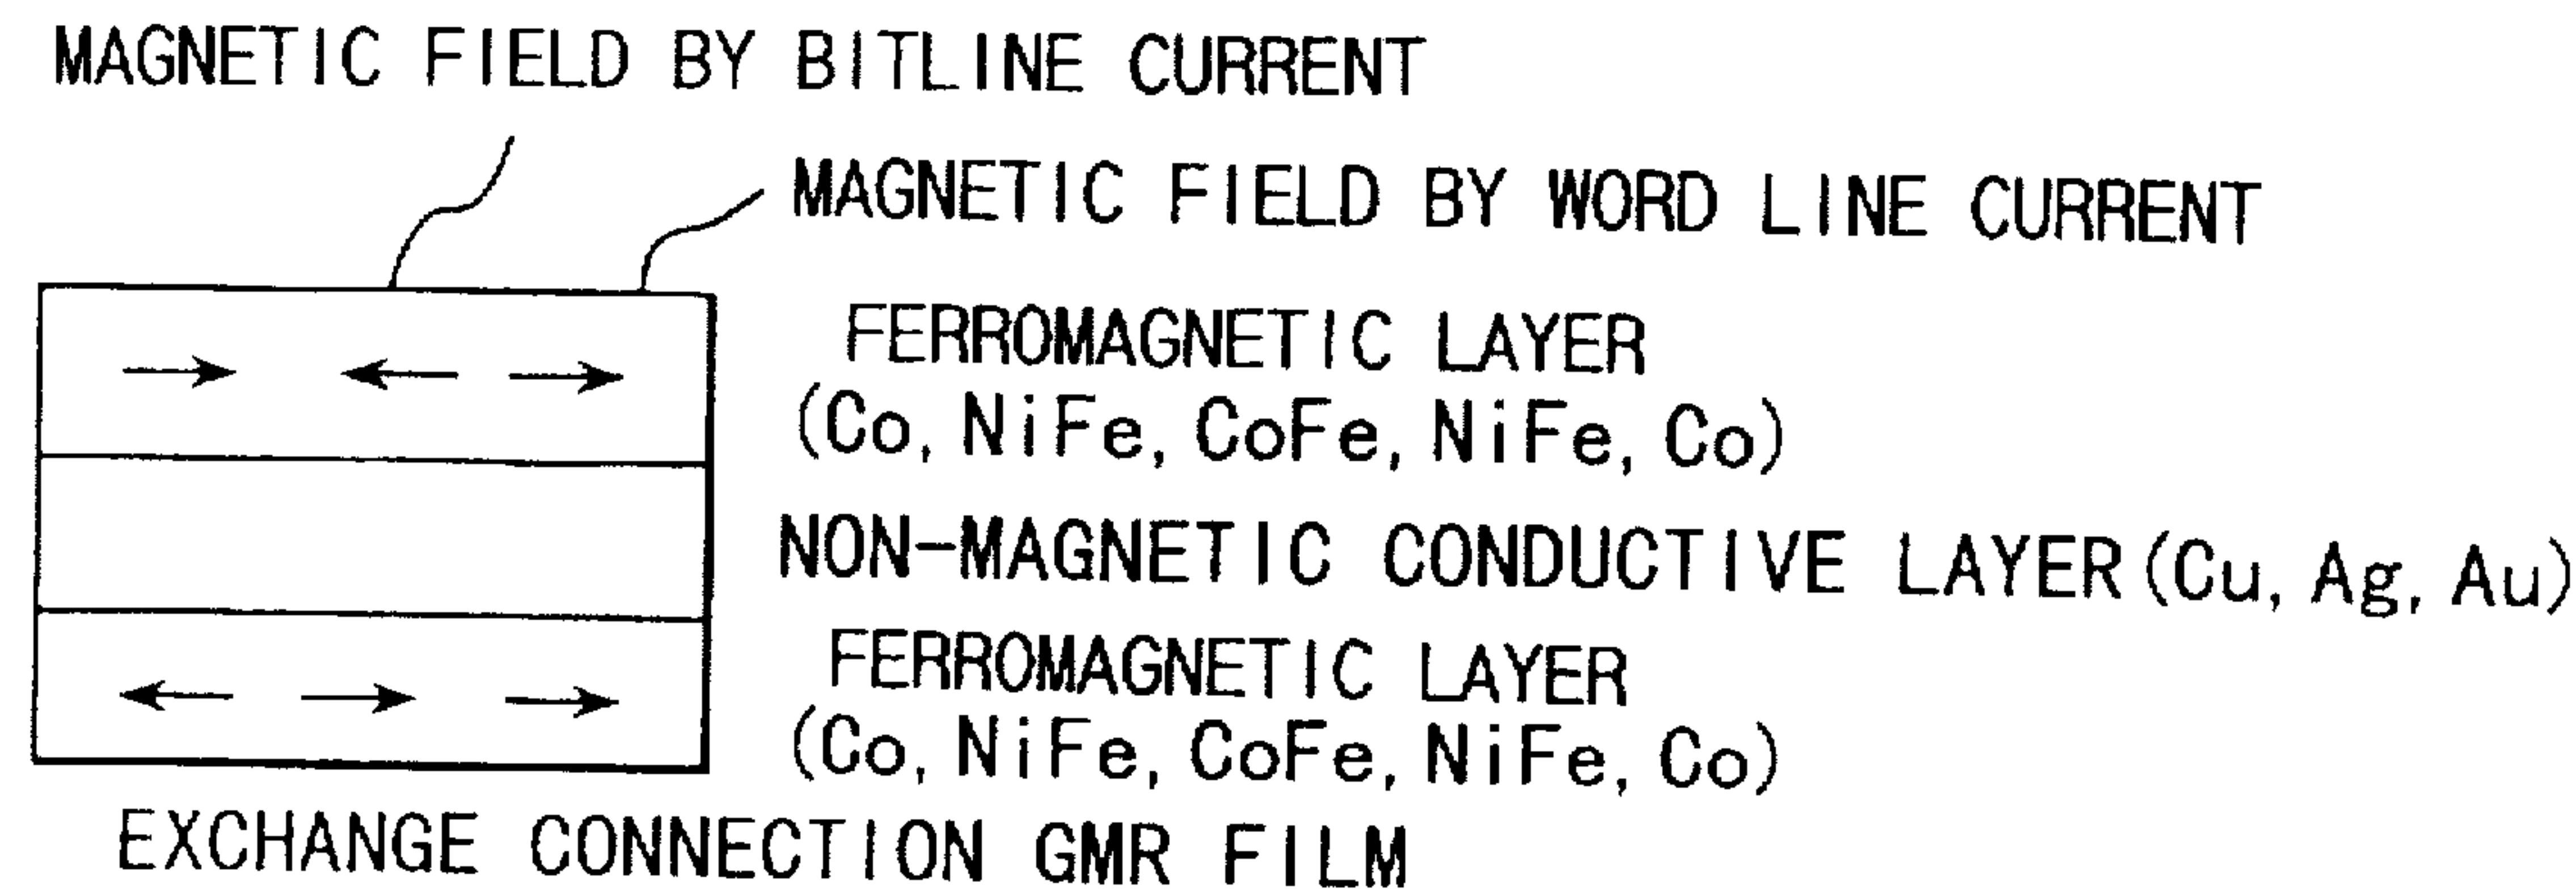 MAGNETIC FIELD BY BITLINE CURRENT
MAGNETIC FIELD BY WORD LINE CURRENT
FERROMAGNETIC LAYER
(Co, NiFe, CoFe, NiFe, Co)
NON-MAGNETIC CONDUCTIVE LAYER (Cu, Ag, Au)
FERROMAGNETIC LAYER
(Co, NiFe, CoFe, NiFe, Co)
EXCHANGE CONNECTION GMR FILM